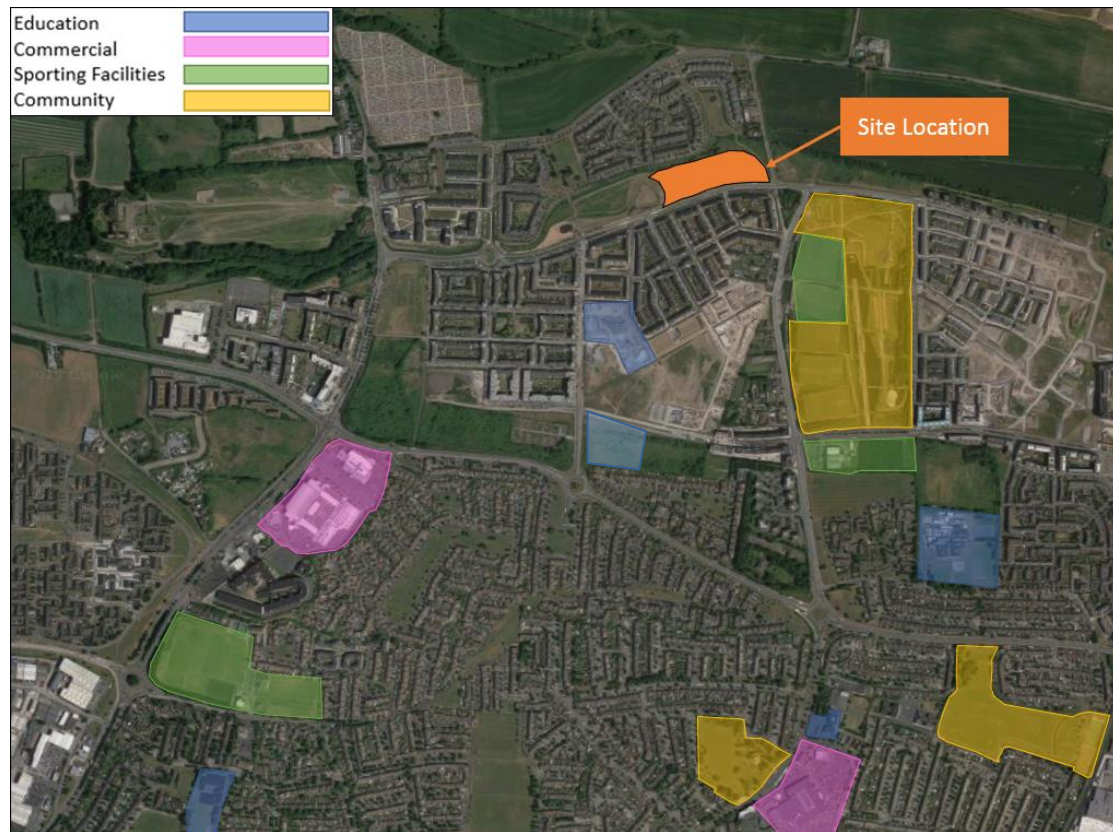 Education
Commercial
Sporting Facilities
Community
Site Location